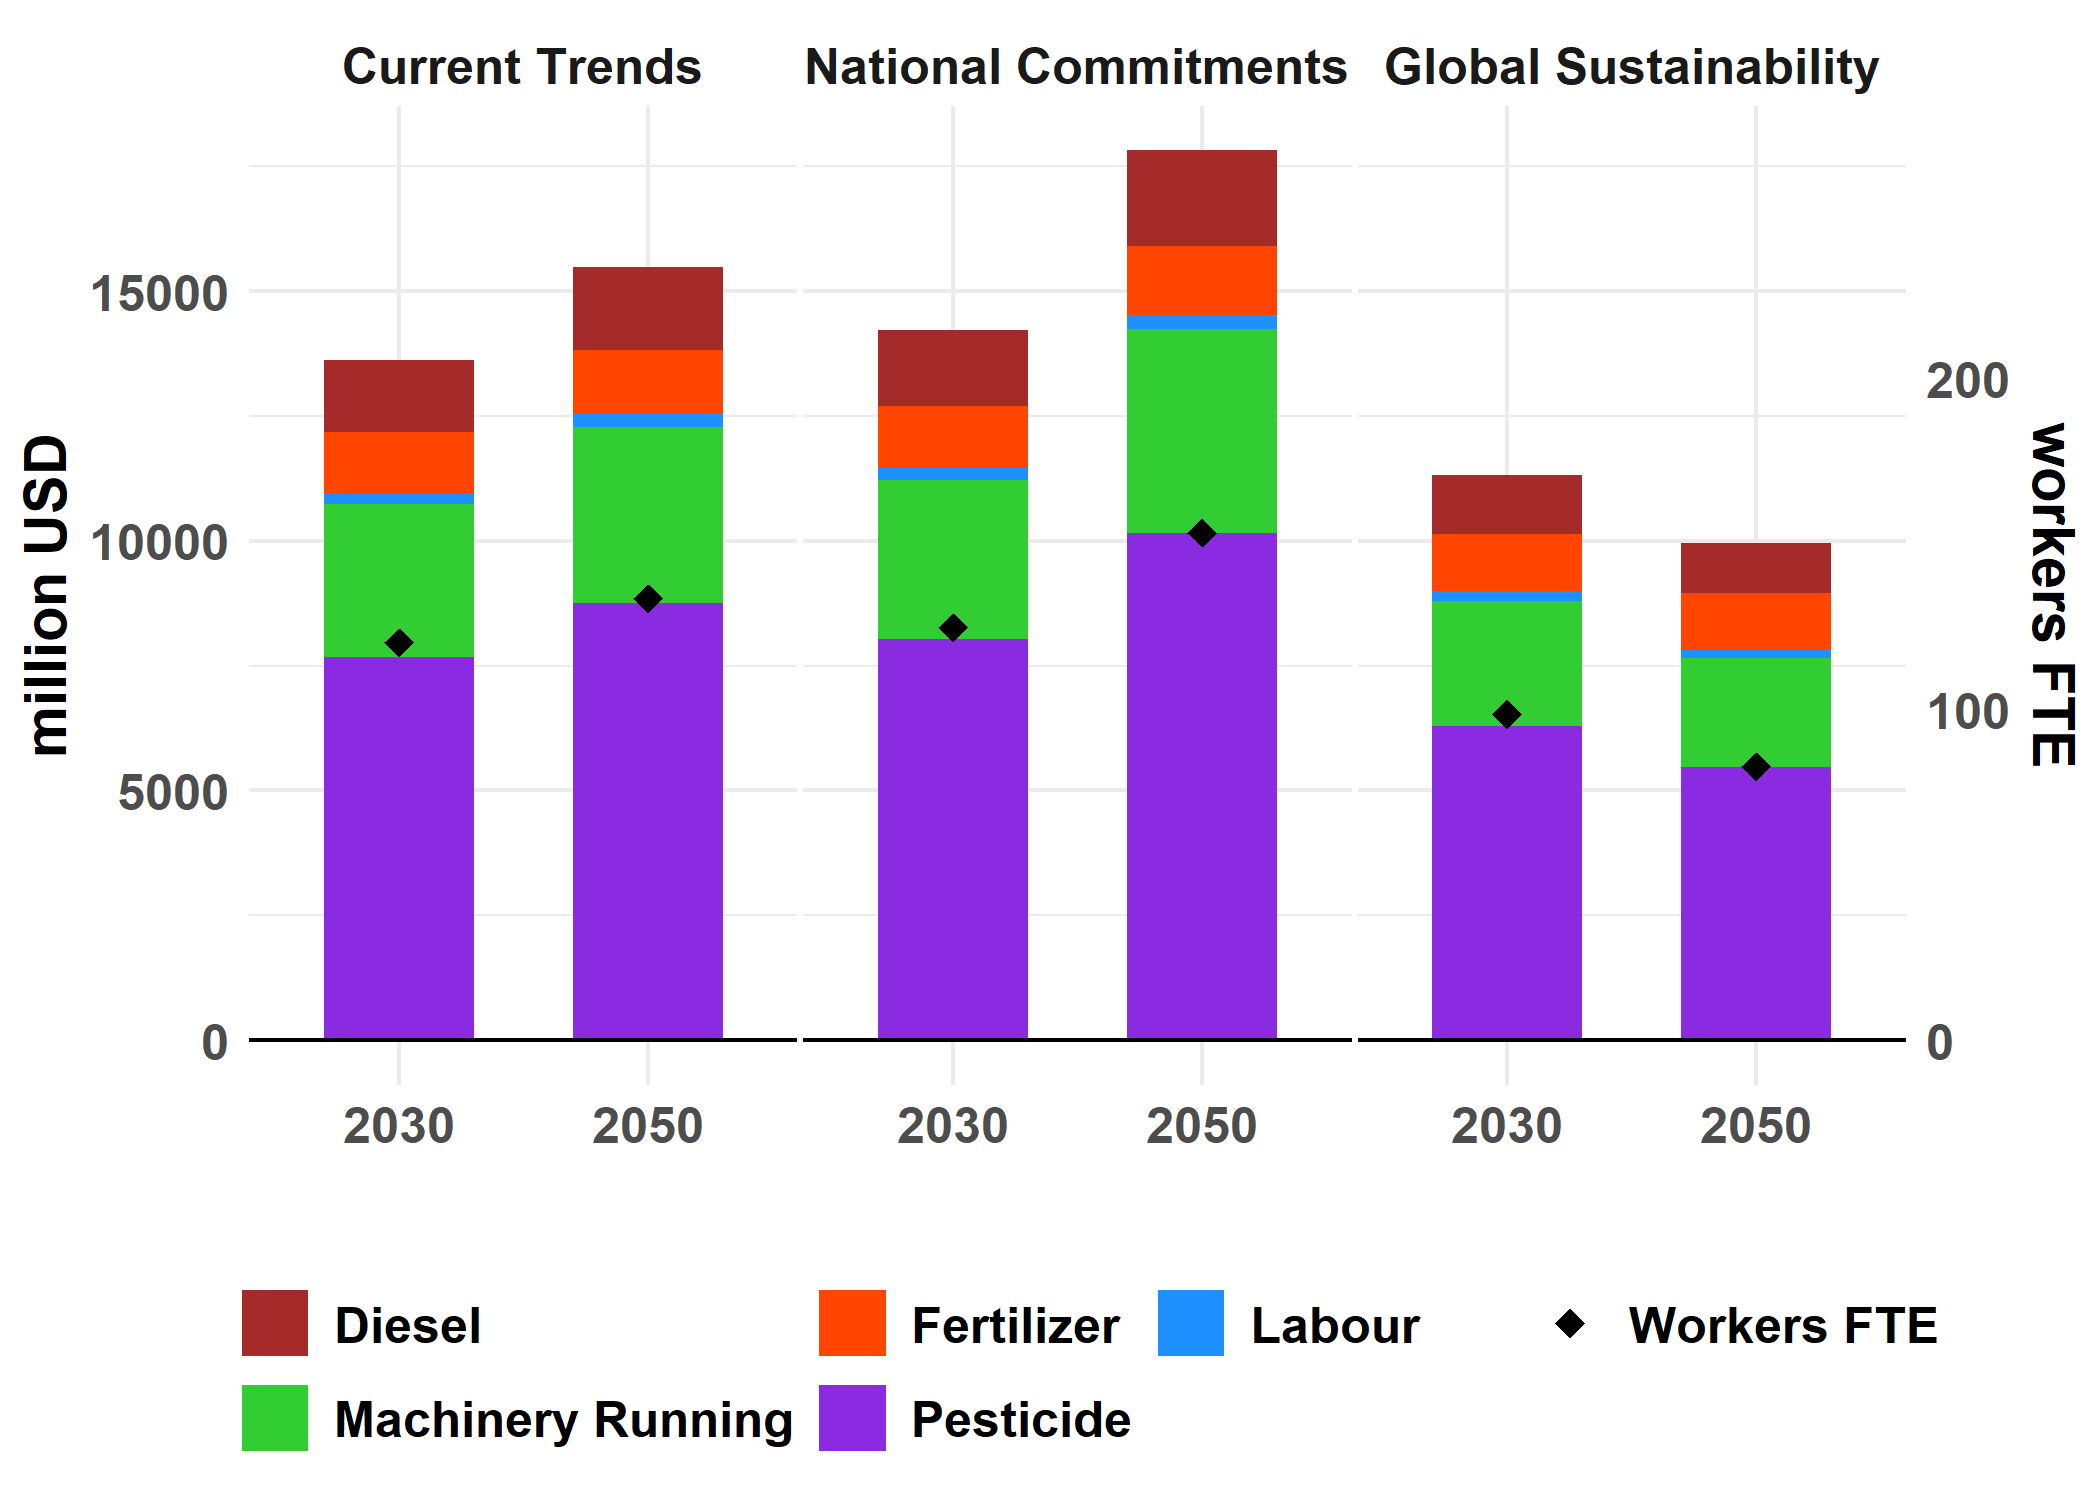 Current Trends
National Commitments
Global Sustainability
million USD
15000
10000
5000
0
200
100
0
workers FTE
2030
2050
2030
2050
2030
2050
Diesel
Fertilizer
Labour
Workers FTE
Machinery Running
Pesticide